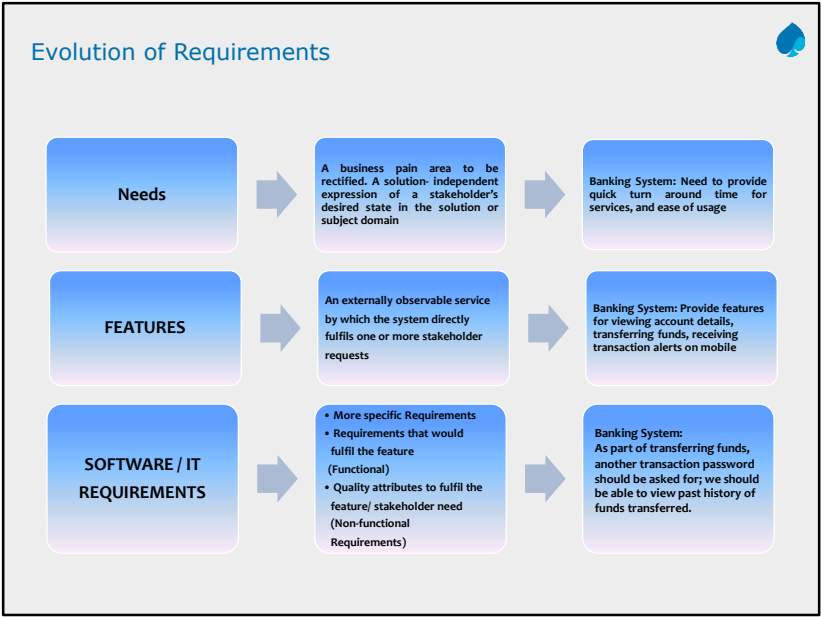 Evolution of Requirements
Needs
A business pain area to be
rectified. A solution- independent
expression of a stakeholder's
desired state in the solution or
subject domain
Banking System: Need to provide
quick turn around time for
services, and ease of usage
FEATURES
An externally observable service
by which the system directly
fulfils one or more stakeholder
requests
Banking System: Provide features
for viewing account details,
transferring funds, receiving
transaction alerts on mobile
SOFTWARE / IT
REQUIREMENTS
• More specific Requirements
• Requirements that would
fulfil the feature
(Functional)
• Quality attributes to fulfil the
feature/ stakeholder need
(Non-functional
Requirements)
Banking System:
As part of transferring funds,
another transaction password
should be asked for; we should
be able to view past history of
funds transferred.